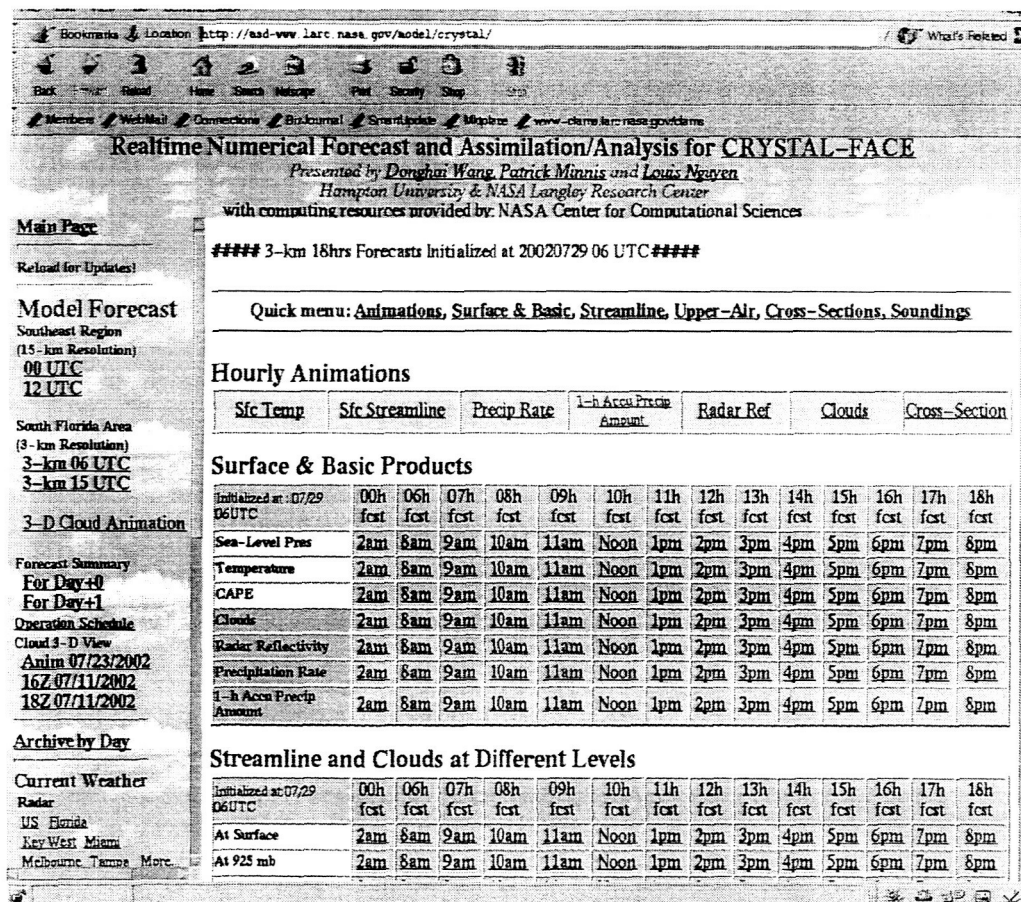 Bookmarks Location http://asd-www.larc.nasa.gov/model/crystal/ What's Related
Back Reload Home Search Netscape Print Security Shop
Members WebMail Connections BizJournal SmartUpdate Mktplace
Realtime Numerical Forecast and Assimilation/Analysis for CRYSTAL-FACE
Presented by Donghai Wang, Patrick Minnis and Louis Nguyen
Hampton University & NASA Langley Research Center
with computing resources provided by: NASA Center for Computational Sciences
Main Page
Reload for Updates!
Model Forecast
Southeast Region
(15-km Resolution)
00 UTC
12 UTC
South Florida Area
(3-km Resolution)
3-km 06 UTC
3-km 15 UTC
3-D Cloud Animation
Forecast Summary
For Day+0
For Day+1
Operation Schedule
Cloud 3-D View
Anim 07/23/2002
16Z 07/11/2002
18Z 07/11/2002
Archive by Day
Current Weather
Radar
US Florida
Key West Miami
Melbourne Tampa More..
##### 3-km 18hrs Forecasts Initialized at 20020729 06 UTC #####
Quick menu: Animations, Surface & Basic, Streamline, Upper-Air, Cross-Sections, Soundings
Hourly Animations
Sfc Temp Sfc Streamline Precip Rate 1-h Accu Precip Amount Radar Ref Clouds Cross-Section
Surface & Basic Products
Initialized at :07/29 00h 06h 07h 08h 09h 10h 11h 12h 13h 14h 15h 16h 17h 18h
06UTC fcst fcst fcst fcst fcst fcst fcst fcst fcst fcst fcst fcst fcst fcst
Sea-Level Pres 2am 8am 9am 10am 11am Noon 1pm 2pm 3pm 4pm 5pm 6pm 7pm 8pm
Temperature 2am 8am 9am 10am 11am Noon 1pm 2pm 3pm 4pm 5pm 6pm 7pm 8pm
CAPE 2am 8am 9am 10am 11am Noon 1pm 2pm 3pm 4pm 5pm 6pm 7pm 8pm
Clouds 2am 8am 9am 10am 11am Noon 1pm 2pm 3pm 4pm 5pm 6pm 7pm 8pm
Radar Reflectivity 2am 8am 9am 10am 11am Noon 1pm 2pm 3pm 4pm 5pm 6pm 7pm 8pm
Precipitation Rate 2am 8am 9am 10am 11am Noon 1pm 2pm 3pm 4pm 5pm 6pm 7pm 8pm
1-h Accu Precip
Amount 2am 8am 9am 10am 11am Noon 1pm 2pm 3pm 4pm 5pm 6pm 7pm 8pm
Streamline and Clouds at Different Levels
Initialized at:07/29 00h 06h 07h 08h 09h 10h 11h 12h 13h 14h 15h 16h 17h 18h
06UTC fcst fcst fcst fcst fcst fcst fcst fcst fcst fcst fcst fcst fcst fcst
At Surface 2am 8am 9am 10am 11am Noon 1pm 2pm 3pm 4pm 5pm 6pm 7pm 8pm
At 925 mb 2am 8am 9am 10am 11am Noon 1pm 2pm 3pm 4pm 5pm 6pm 7pm 8pm